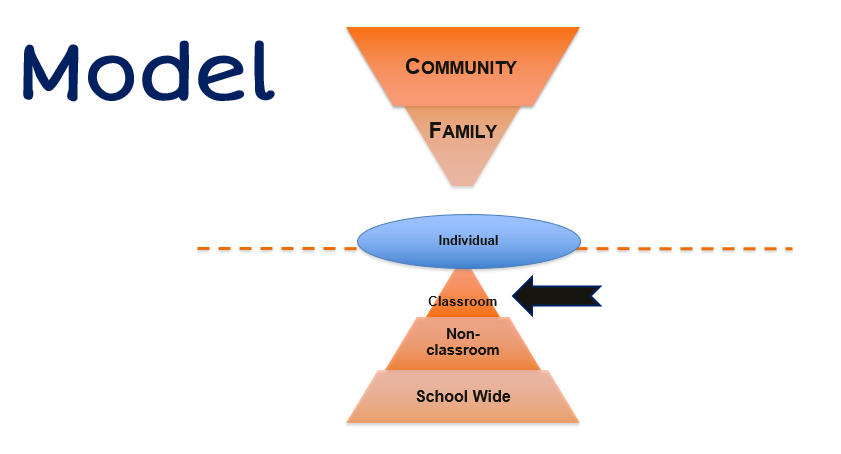 Model
COMMUNITY
FAMILY
Individual
Classroom
Non-
classroom
School Wide